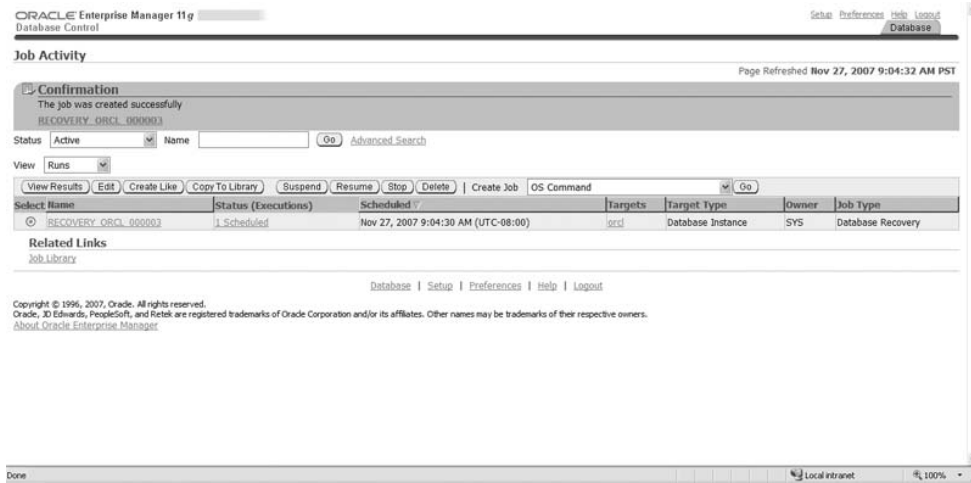 ORACLE Enterprise Manager 11g
Database Control
Setup Preferences Help Logout
Database
Job Activity
Page Refreshed Nov 27, 2007 9:04:32 AM PST
Confirmation
The job was created successfully
RECOVERY_ORCL_000003
Status Active Name Go Advanced Search
View Runs
View Results Edit Create Like Copy To Library Suspend Resume Stop Delete | Create Job OS Command Go
Select Name Status (Executions) Scheduled Targets Target Type Owner Job Type
RECOVERY_ORCL_000003 1 Scheduled Nov 27, 2007 9:04:30 AM (UTC-08:00) orcl Database Instance SYS Database Recovery
Related Links
Job Library
Database | Setup | Preferences | Help | Logout
Copyright © 1996, 2007, Oracle. All rights reserved.
Oracle, JD Edwards, PeopleSoft, and Retek are registered trademarks of Oracle Corporation and/or its affiliates. Other names may be trademarks of their respective owners.
About Oracle Enterprise Manager
Done Local intranet 100%